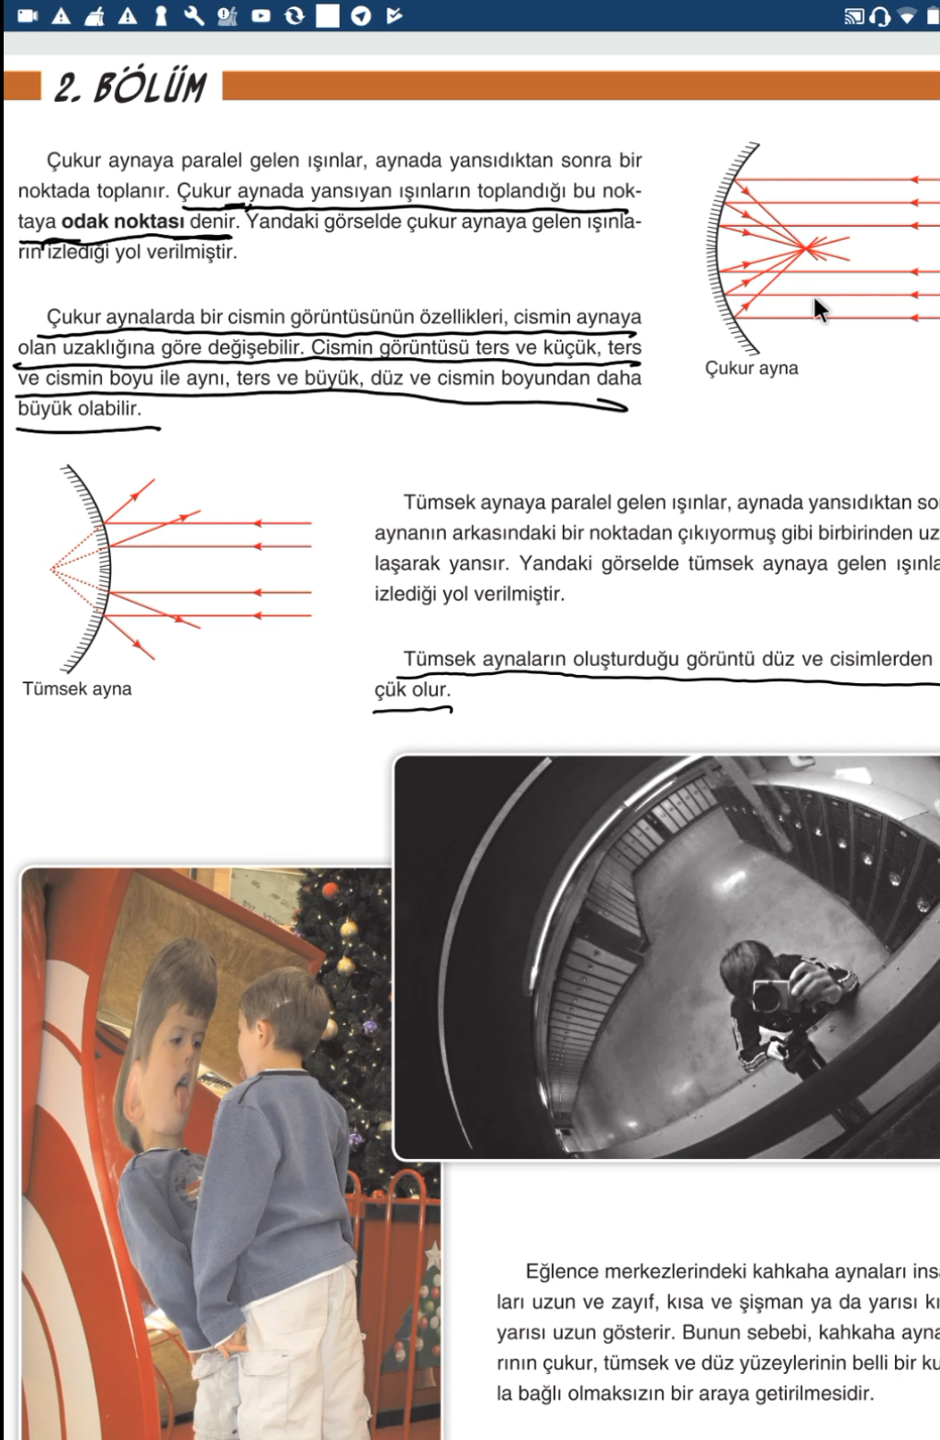 2. BÖLÜM
Çukur aynaya paralel gelen ışınlar, aynada yansıdıktan sonra bir
noktada toplanır. Çukur aynada yansıyan ışınların toplandığı bu nok-
taya odak noktası denir. Yandaki görselde çukur aynaya gelen ışınla-
rın izlediği yol verilmiştir.
Çukur ayna
Çukur aynalarda bir cismin görüntüsünün özellikleri, cismin aynaya
olan uzaklığına göre değişebilir. Cismin görüntüsü ters ve küçük, ters
ve cismin boyu ile aynı, ters ve büyük, düz ve cismin boyundan daha
büyük olabilir.
Tümsek ayna
Tümsek aynaya paralel gelen ışınlar, aynada yansıdıktan so
aynanın arkasındaki bir noktadan çıkıyormuş gibi birbirinden uz
laşarak yansır. Yandaki görselde tümsek aynaya gelen ışınla
izlediği yol verilmiştir.
Tümsek aynaların oluşturduğu görüntü düz ve cisimlerden
çük olur.
Eğlence merkezlerindeki kahkaha aynaları insa
ları uzun ve zayıf, kısa ve şişman ya da yarısı kı
yarısı uzun gösterir. Bunun sebebi, kahkaha ayna
rının çukur, tümsek ve düz yüzeylerinin belli bir ku
la bağlı olmaksızın bir araya getirilmesidir.